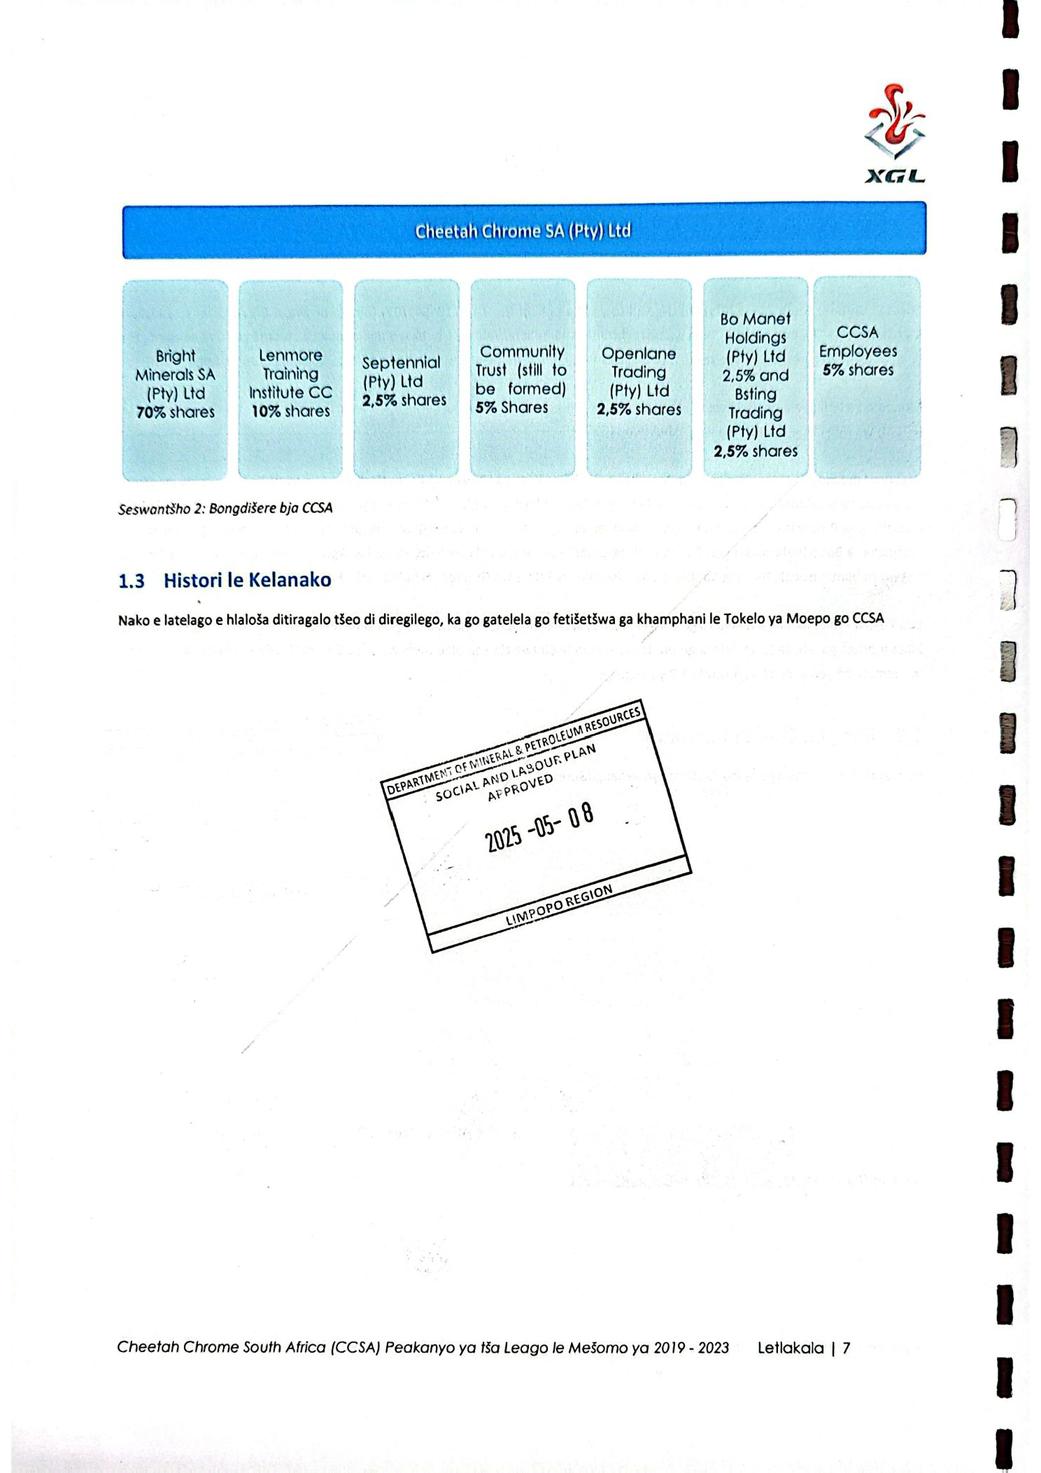 XGL
Cheetah Chrome SA (Pty) Ltd
Bright
Minerals SA
(Pty) Ltd
70% shares
Lenmore
Training
Institute CC
10% shares
Septennial
(Pty) Ltd
2,5% shares
Community
Trust (still to
be formed)
5% Shares
Openlane
Trading
(Pty) Ltd
2,5% shares
Bo Manet
Holdings
(Pty) Ltd
2,5% and
Bsting
Trading
(Pty) Ltd
2,5% shares
CCSA
Employees
5% shares
Seswantšho 2: Bongdišere bja CCSA
1.3 Histori le Kelanako
Nako e latelago e hlaloša ditiragalo tšeo di diregilego, ka go gatelela go fetišetšwa ga khamphani le Tokelo ya Moepo go CCSA
DEPARTMENT OF MINERAL & PETROLEUM RESOURCES
SOCIAL AND LABOUR PLAN
APPROVED
2025 -05- 08
LIMPOPO REGION
Cheetah Chrome South Africa (CCSA) Peakanyo ya tša Leago le Mešomo ya 2019 - 2023 Letlakala | 7